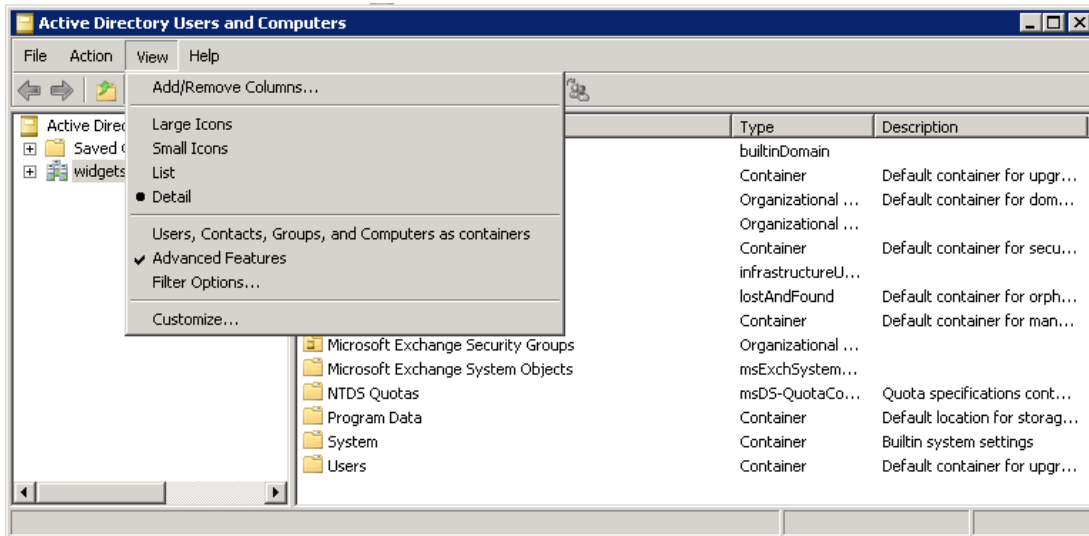 Active Directory Users and Computers
File Action View Help
Add/Remove Columns...
Large Icons
Small Icons
List
Detail
Users, Contacts, Groups, and Computers as containers
Advanced Features
Filter Options...
Customize...
Active Direc
Saved
widgets
Type Description
builtinDomain
Container Default container for upgr...
Organizational ... Default container for dom...
Organizational ...
Container Default container for secu...
infrastructureU...
lostAndFound Default container for orph...
Container Default container for man...
Microsoft Exchange Security Groups Organizational ...
Microsoft Exchange System Objects msExchSystem...
NTDS Quotas msDS-QuotaCo... Quota specifications cont...
Program Data Container Default location for storag...
System Container Builtin system settings
Users Container Default container for upgr...